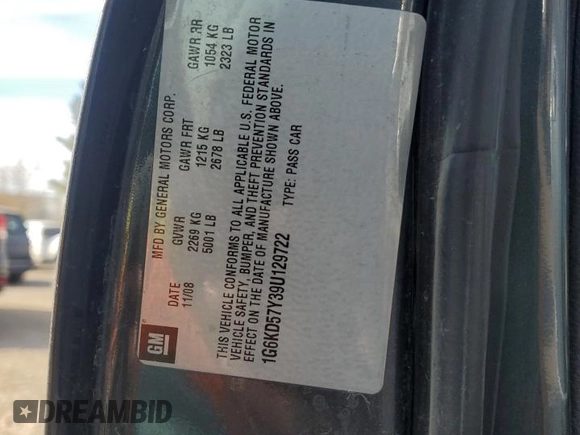 GM
MFD BY GENERAL MOTORS CORP.
DATE GVWR GAWR FRT GAWR RR
11/08 2269 KG 1215 KG 1054 KG
5001 LB 2678 LB 2323 LB
THIS VEHICLE CONFORMS TO ALL APPLICABLE U.S. FEDERAL MOTOR
VEHICLE SAFETY, BUMPER, AND THEFT PREVENTION STANDARDS IN
EFFECT ON THE DATE OF MANUFACTURE SHOWN ABOVE.
1G6KD57Y39U129722 TYPE: PASS CAR
DREAMBID